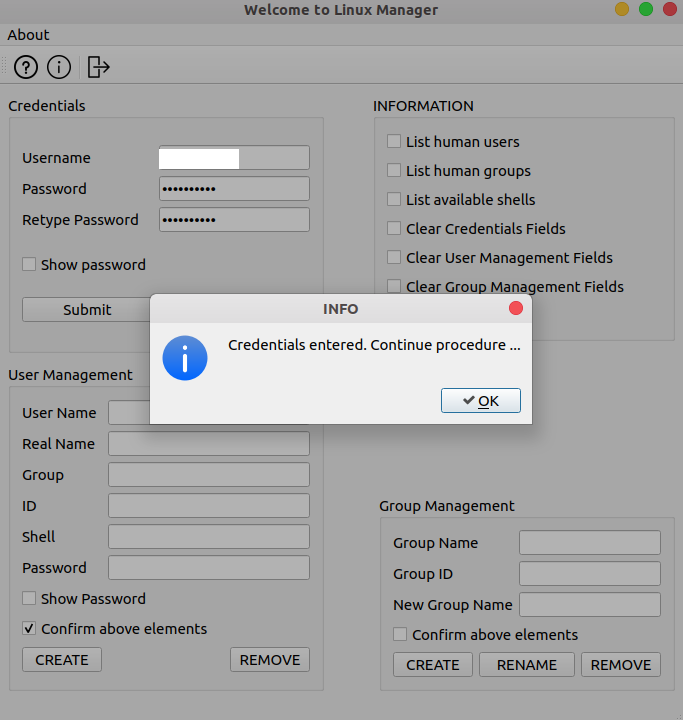 Welcome to Linux Manager
About
Credentials
Username
Password ••••••••••
Retype Password ••••••••••
Show password
Submit
INFORMATION
List human users
List human groups
List available shells
Clear Credentials Fields
Clear User Management Fields
Clear Group Management Fields
INFO
Credentials entered. Continue procedure ...
OK
User Management
User Name
Real Name
Group
ID
Shell
Password
Show Password
Confirm above elements
CREATE REMOVE
Group Management
Group Name
Group ID
New Group Name
Confirm above elements
CREATE RENAME REMOVE